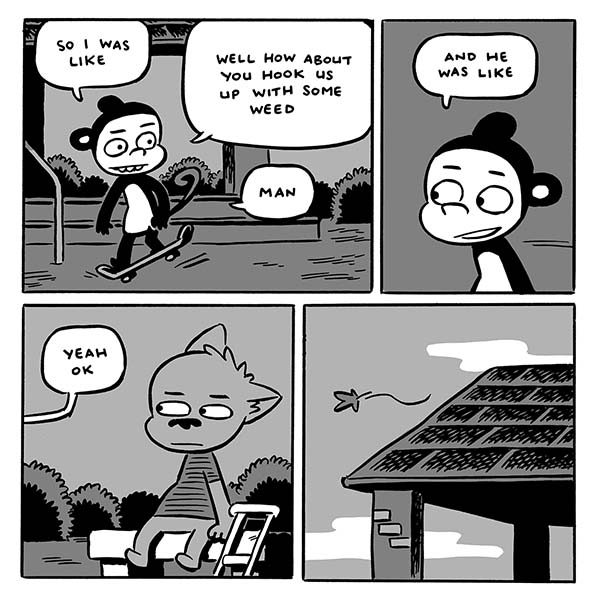 SO I WAS
LIKE
WELL HOW ABOUT
YOU HOOK US
UP WITH SOME
WEED
MAN
AND HE
WAS LIKE
YEAH
OK